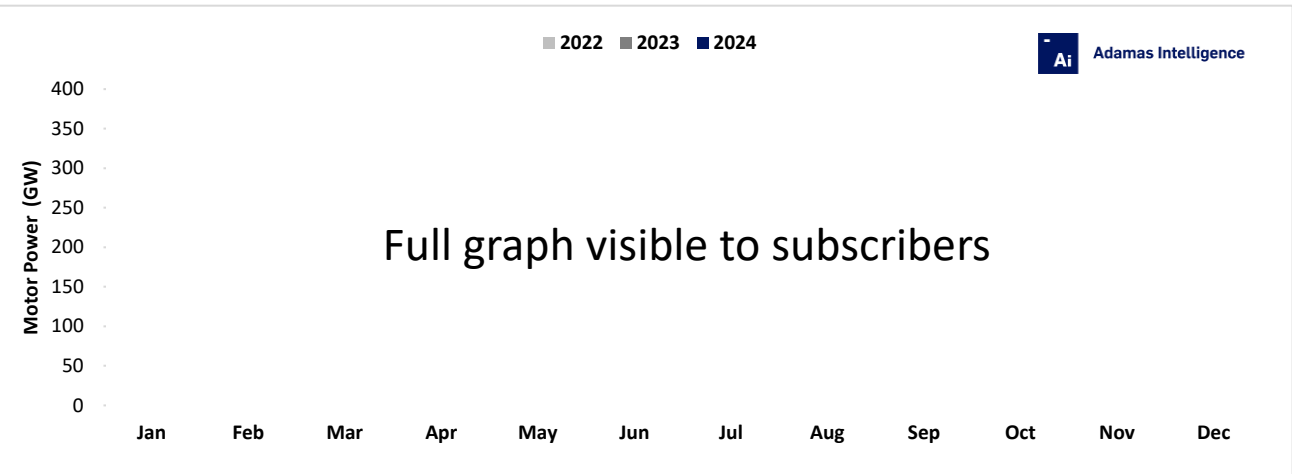 2022 2023 2024
- Ai Adamas Intelligence
Motor Power (GW)
400
350
300
250
200
150
100
50
0
Full graph visible to subscribers
Jan Feb Mar Apr May Jun Jul Aug Sep Oct Nov Dec